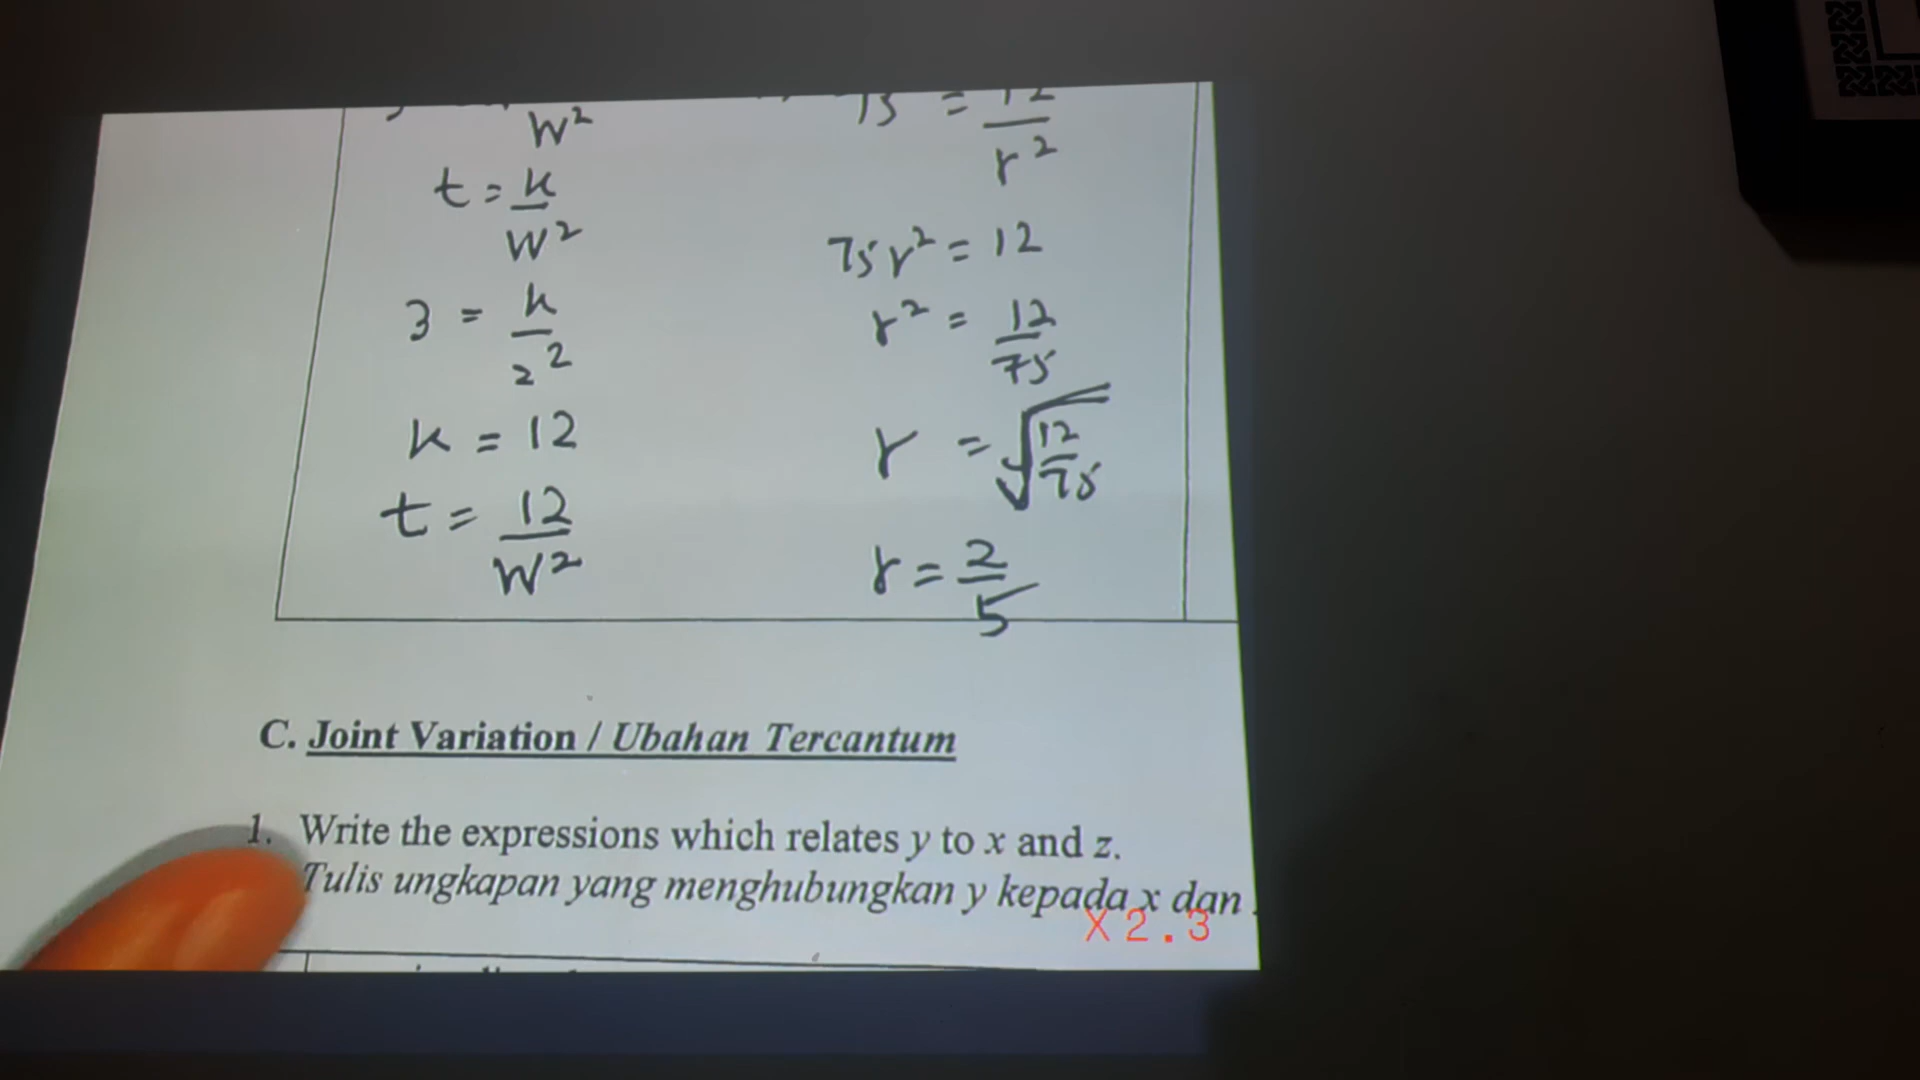 W²
t = k
W²
3 = k
2²
k = 12
t = 12
W²
75 = 12
r²
75r² = 12
r² = 12
75
r = √12
75
r = 2
5
C. Joint Variation / Ubahan Tercantum
1. Write the expressions which relates y to x and z.
Tulis ungkapan yang menghubungkan y kepada x dan
X2.3